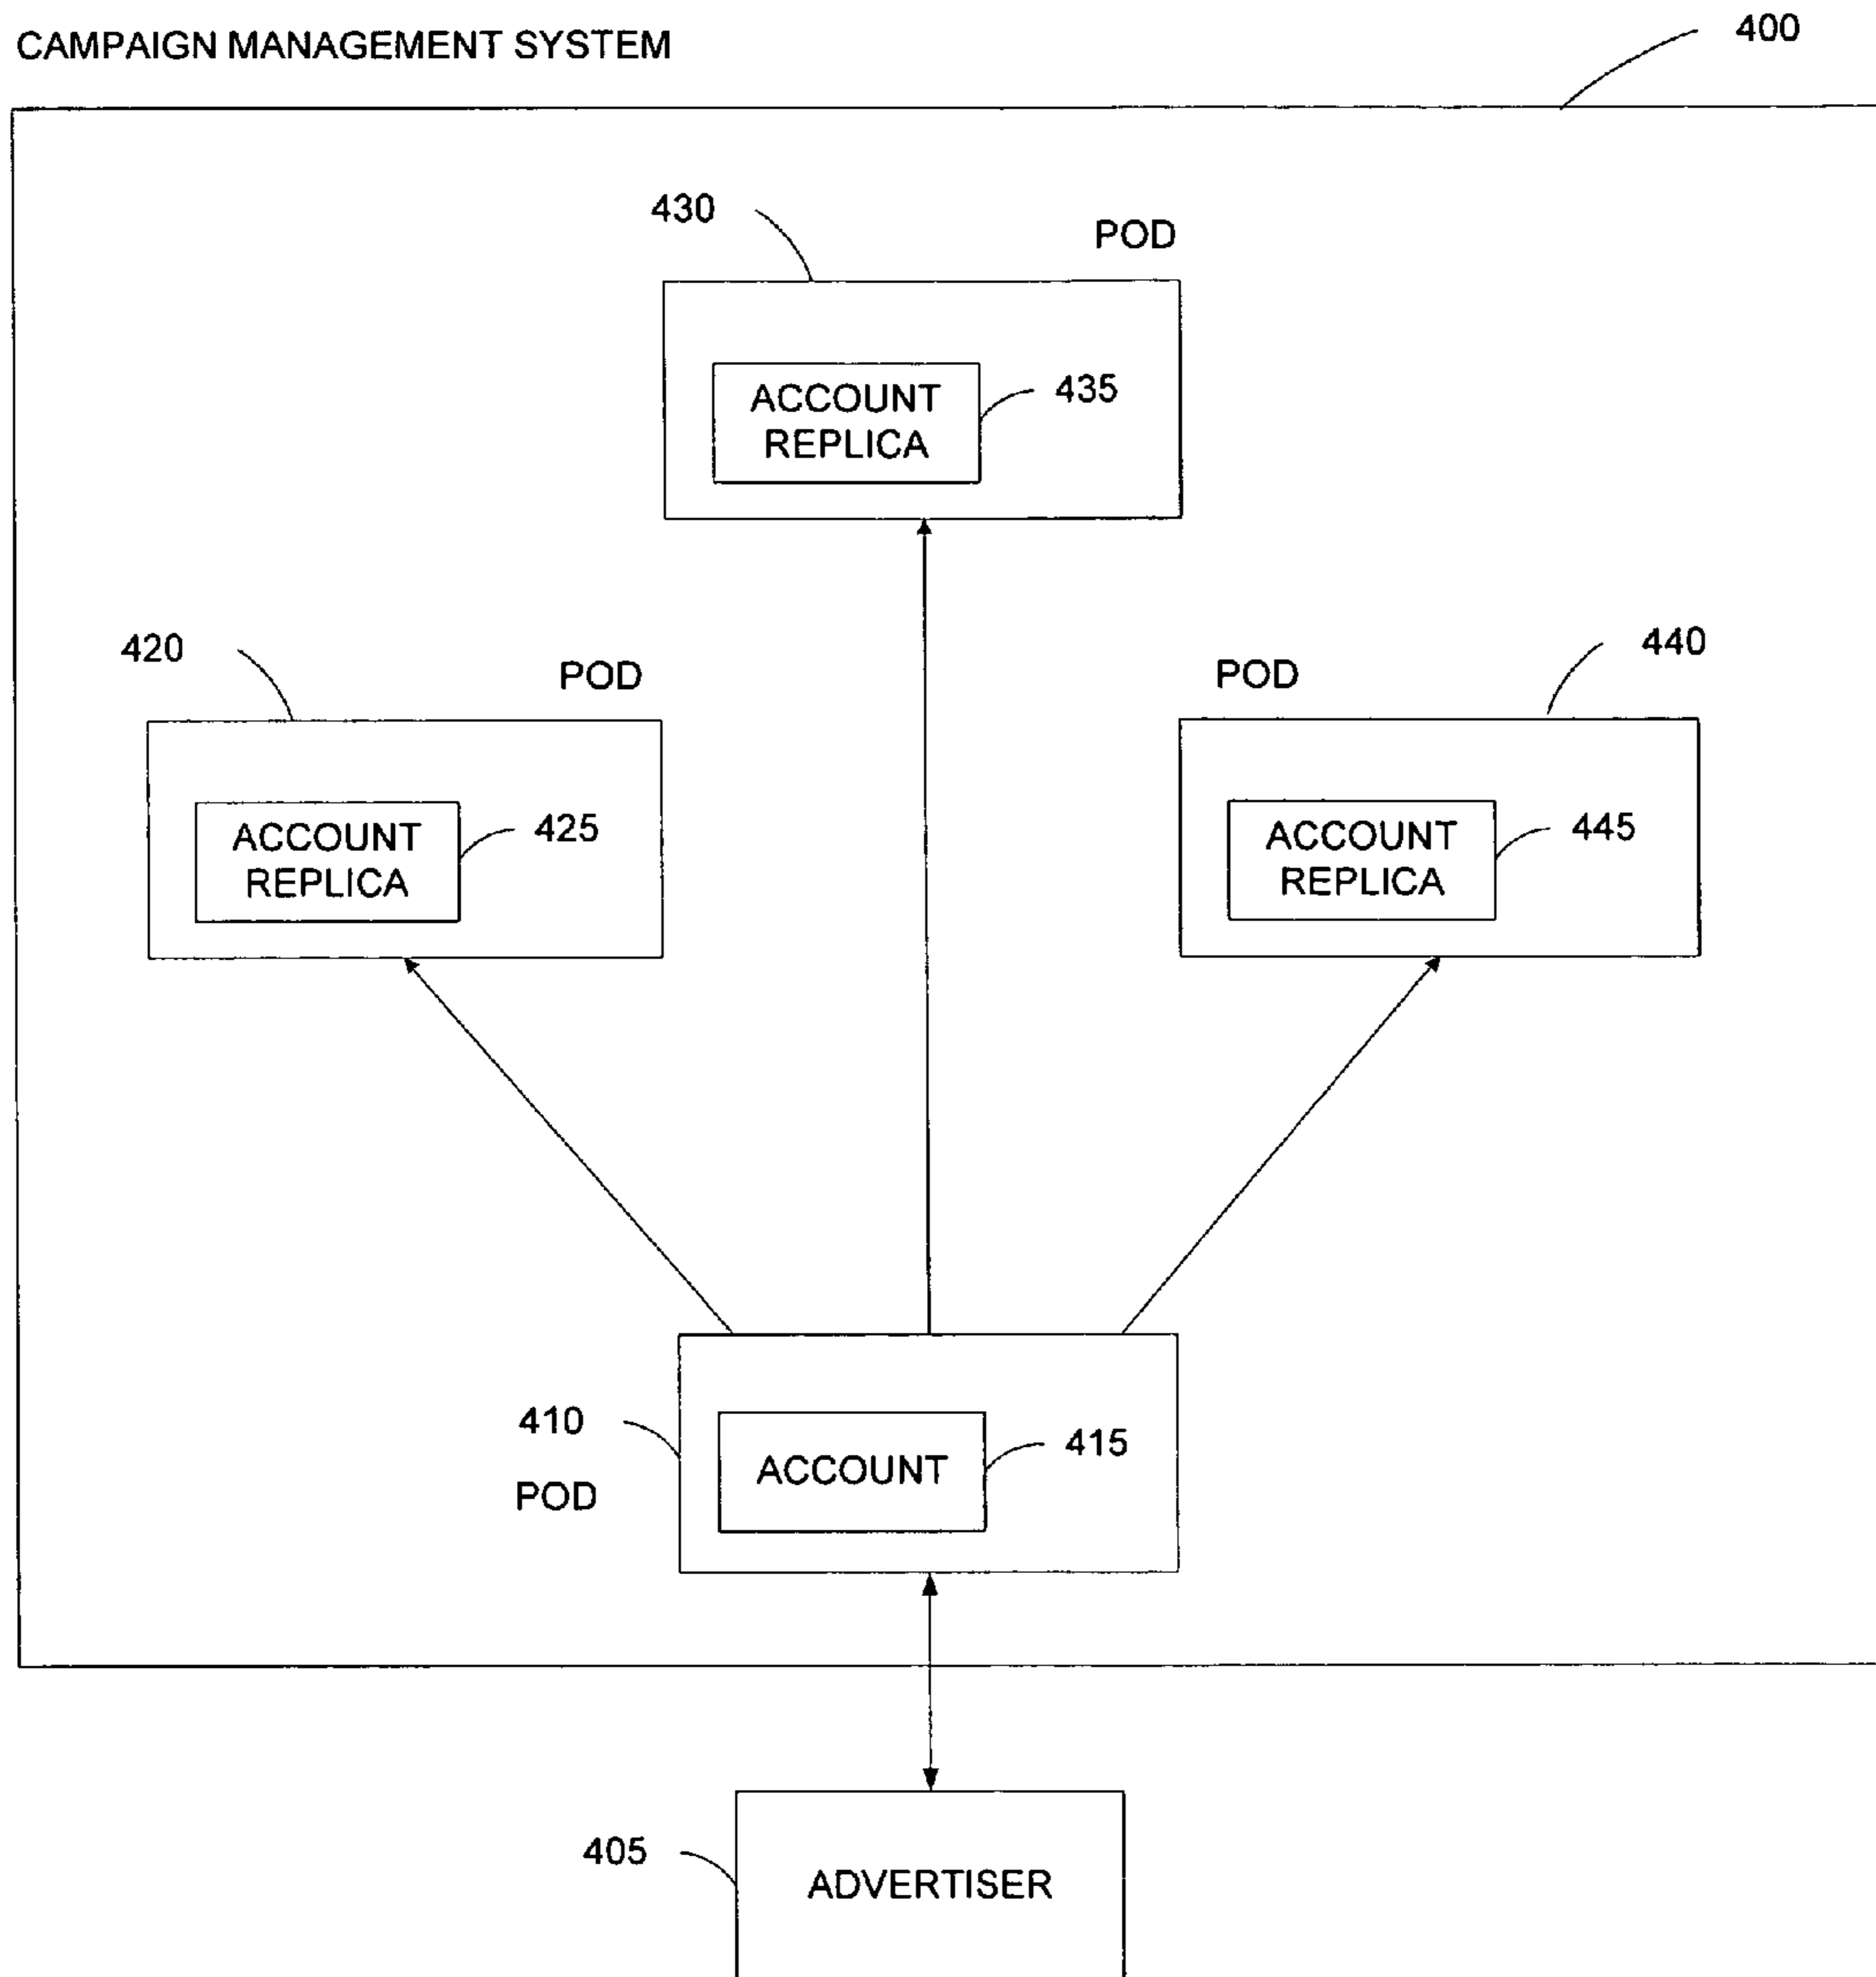 CAMPAIGN MANAGEMENT SYSTEM
400
430
POD
ACCOUNT
REPLICA
435
420
POD
POD
440
ACCOUNT
REPLICA
425
ACCOUNT
REPLICA
445
410
POD
ACCOUNT
415
405
ADVERTISER